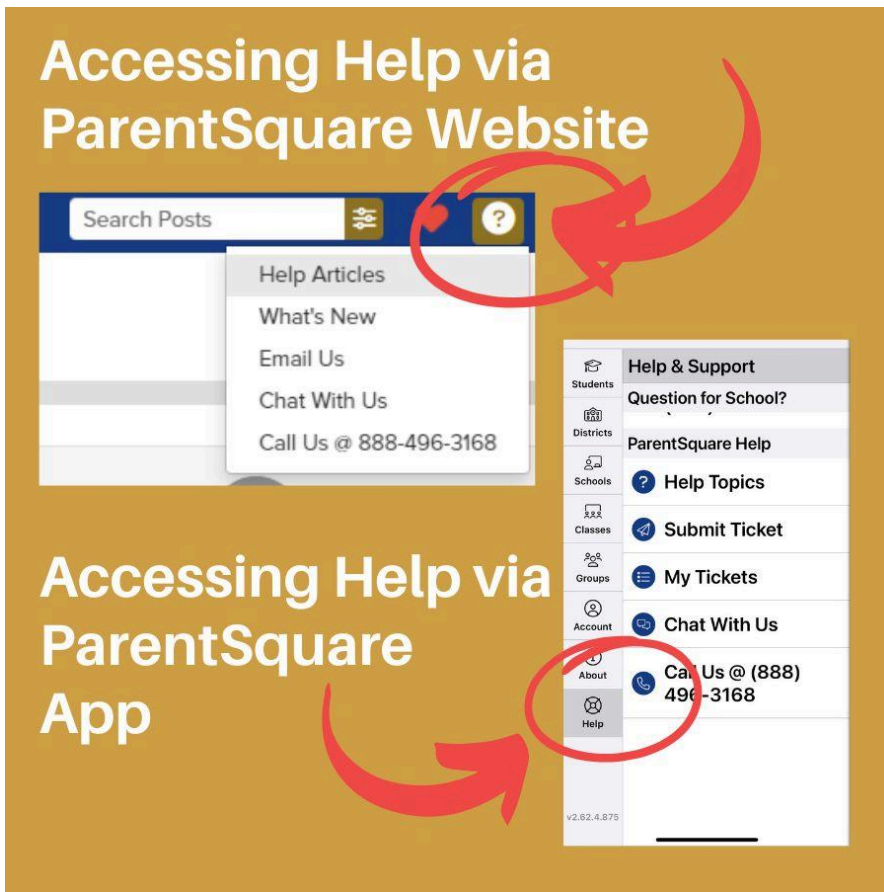 Accessing Help via
ParentSquare Website
Search Posts
?
Help Articles
What's New
Email Us
Chat With Us
Call Us @ 888-496-3168
Accessing Help via
ParentSquare
App
Students
Districts
Schools
Classes
Groups
Account
About
Help
v2.62.4.875
Help & Support
Question for School?
ParentSquare Help
? Help Topics
Submit Ticket
My Tickets
Chat With Us
Call Us @ (888)
496-3168